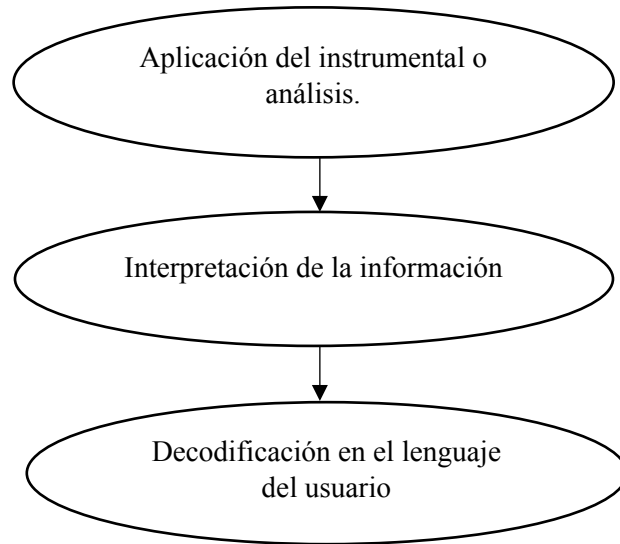 Aplicación del instrumental o
análisis.
Interpretación de la información
Decodificación en el lenguaje
del usuario